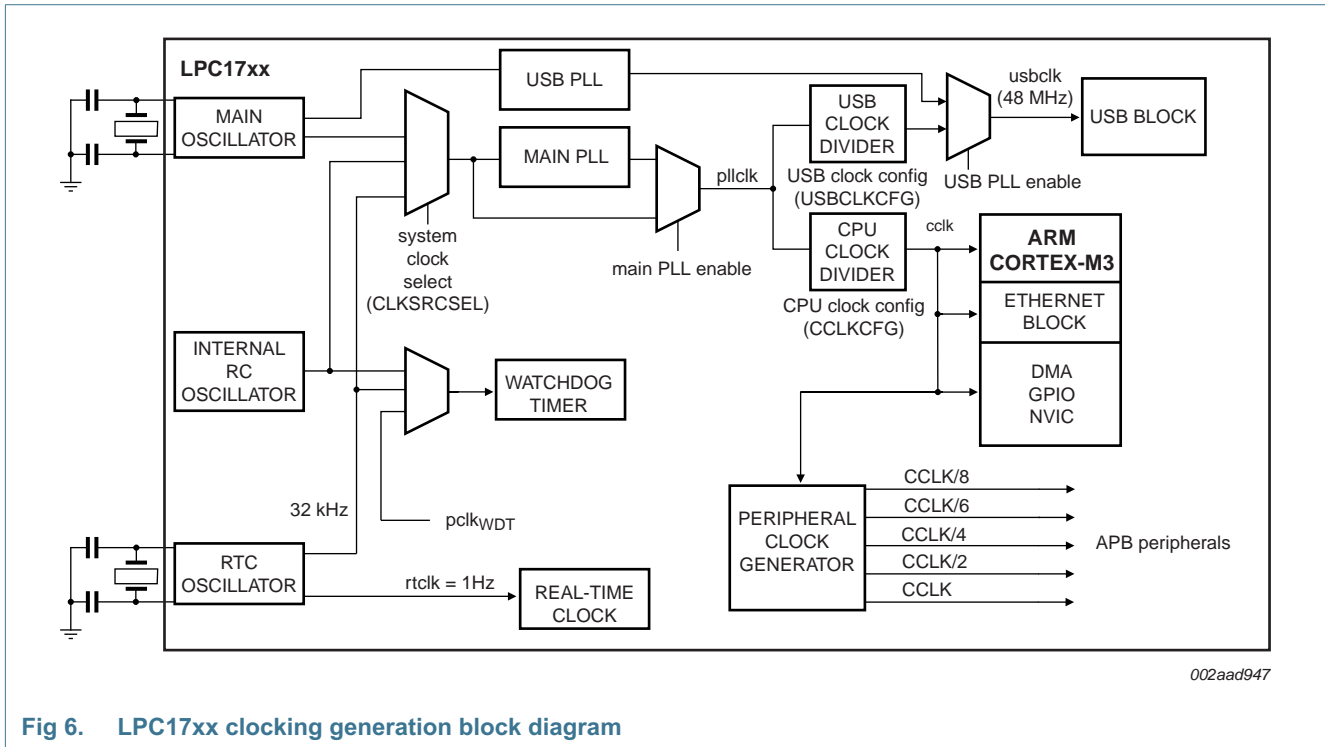 LPC17xx
MAIN
OSCILLATOR
USB PLL
MAIN PLL
system
clock
select
(CLKSRCSEL)
main PLL enable
pllclk
USB
CLOCK
DIVIDER
USB clock config
(USBCLKCFG)
usbclk
(48 MHz)
USB PLL enable
USB BLOCK
CPU
CLOCK
DIVIDER
CPU clock config
(CCLKCFG)
cclk
ARM
CORTEX-M3
ETHERNET
BLOCK
DMA
GPIO
NVIC
INTERNAL
RC
OSCILLATOR
WATCHDOG
TIMER
32 kHz
pclkWDT
RTC
OSCILLATOR
rtclk = 1Hz
REAL-TIME
CLOCK
PERIPHERAL
CLOCK
GENERATOR
CCLK/8
CCLK/6
CCLK/4
CCLK/2
CCLK
APB peripherals
002aad947
Fig 6. LPC17xx clocking generation block diagram